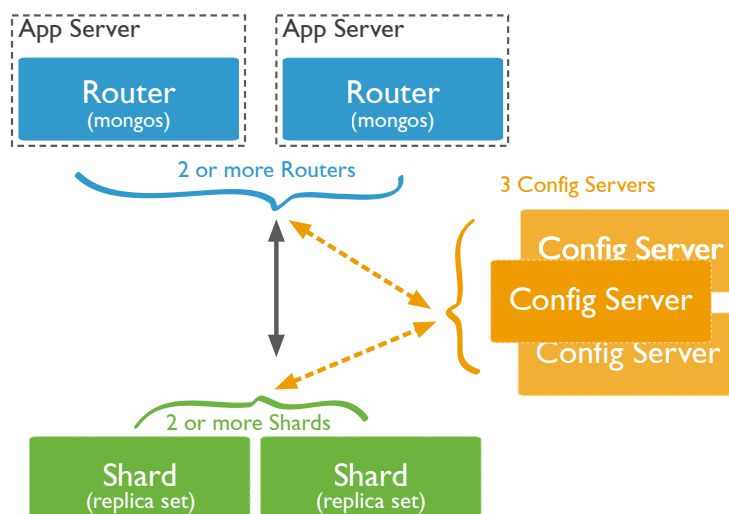 App Server
App Server
Router
(mongos)
Router
(mongos)
2 or more Routers
3 Config Servers
Config Server
Config Server
Config Server
2 or more Shards
Shard
(replica set)
Shard
(replica set)